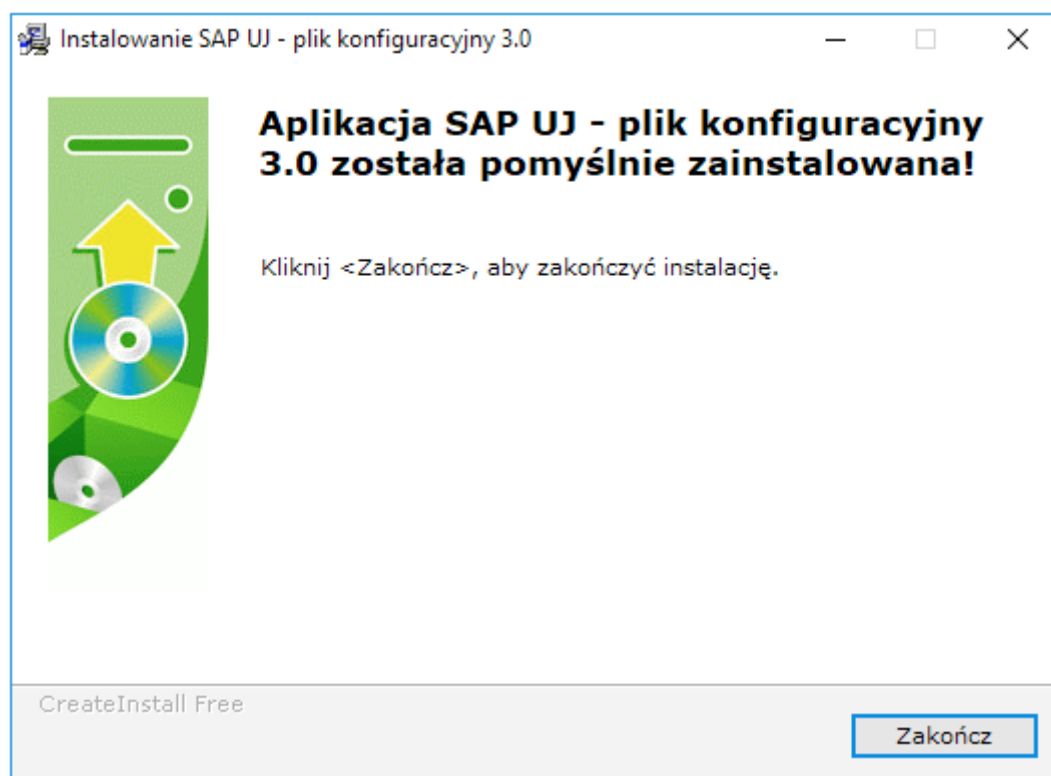 Instalowanie SAP UJ - plik konfiguracyjny 3.0
Aplikacja SAP UJ - plik konfiguracyjny
3.0 została pomyślnie zainstalowana!
Kliknij <Zakończ>, aby zakończyć instalację.
CreateInstall Free
Zakończ